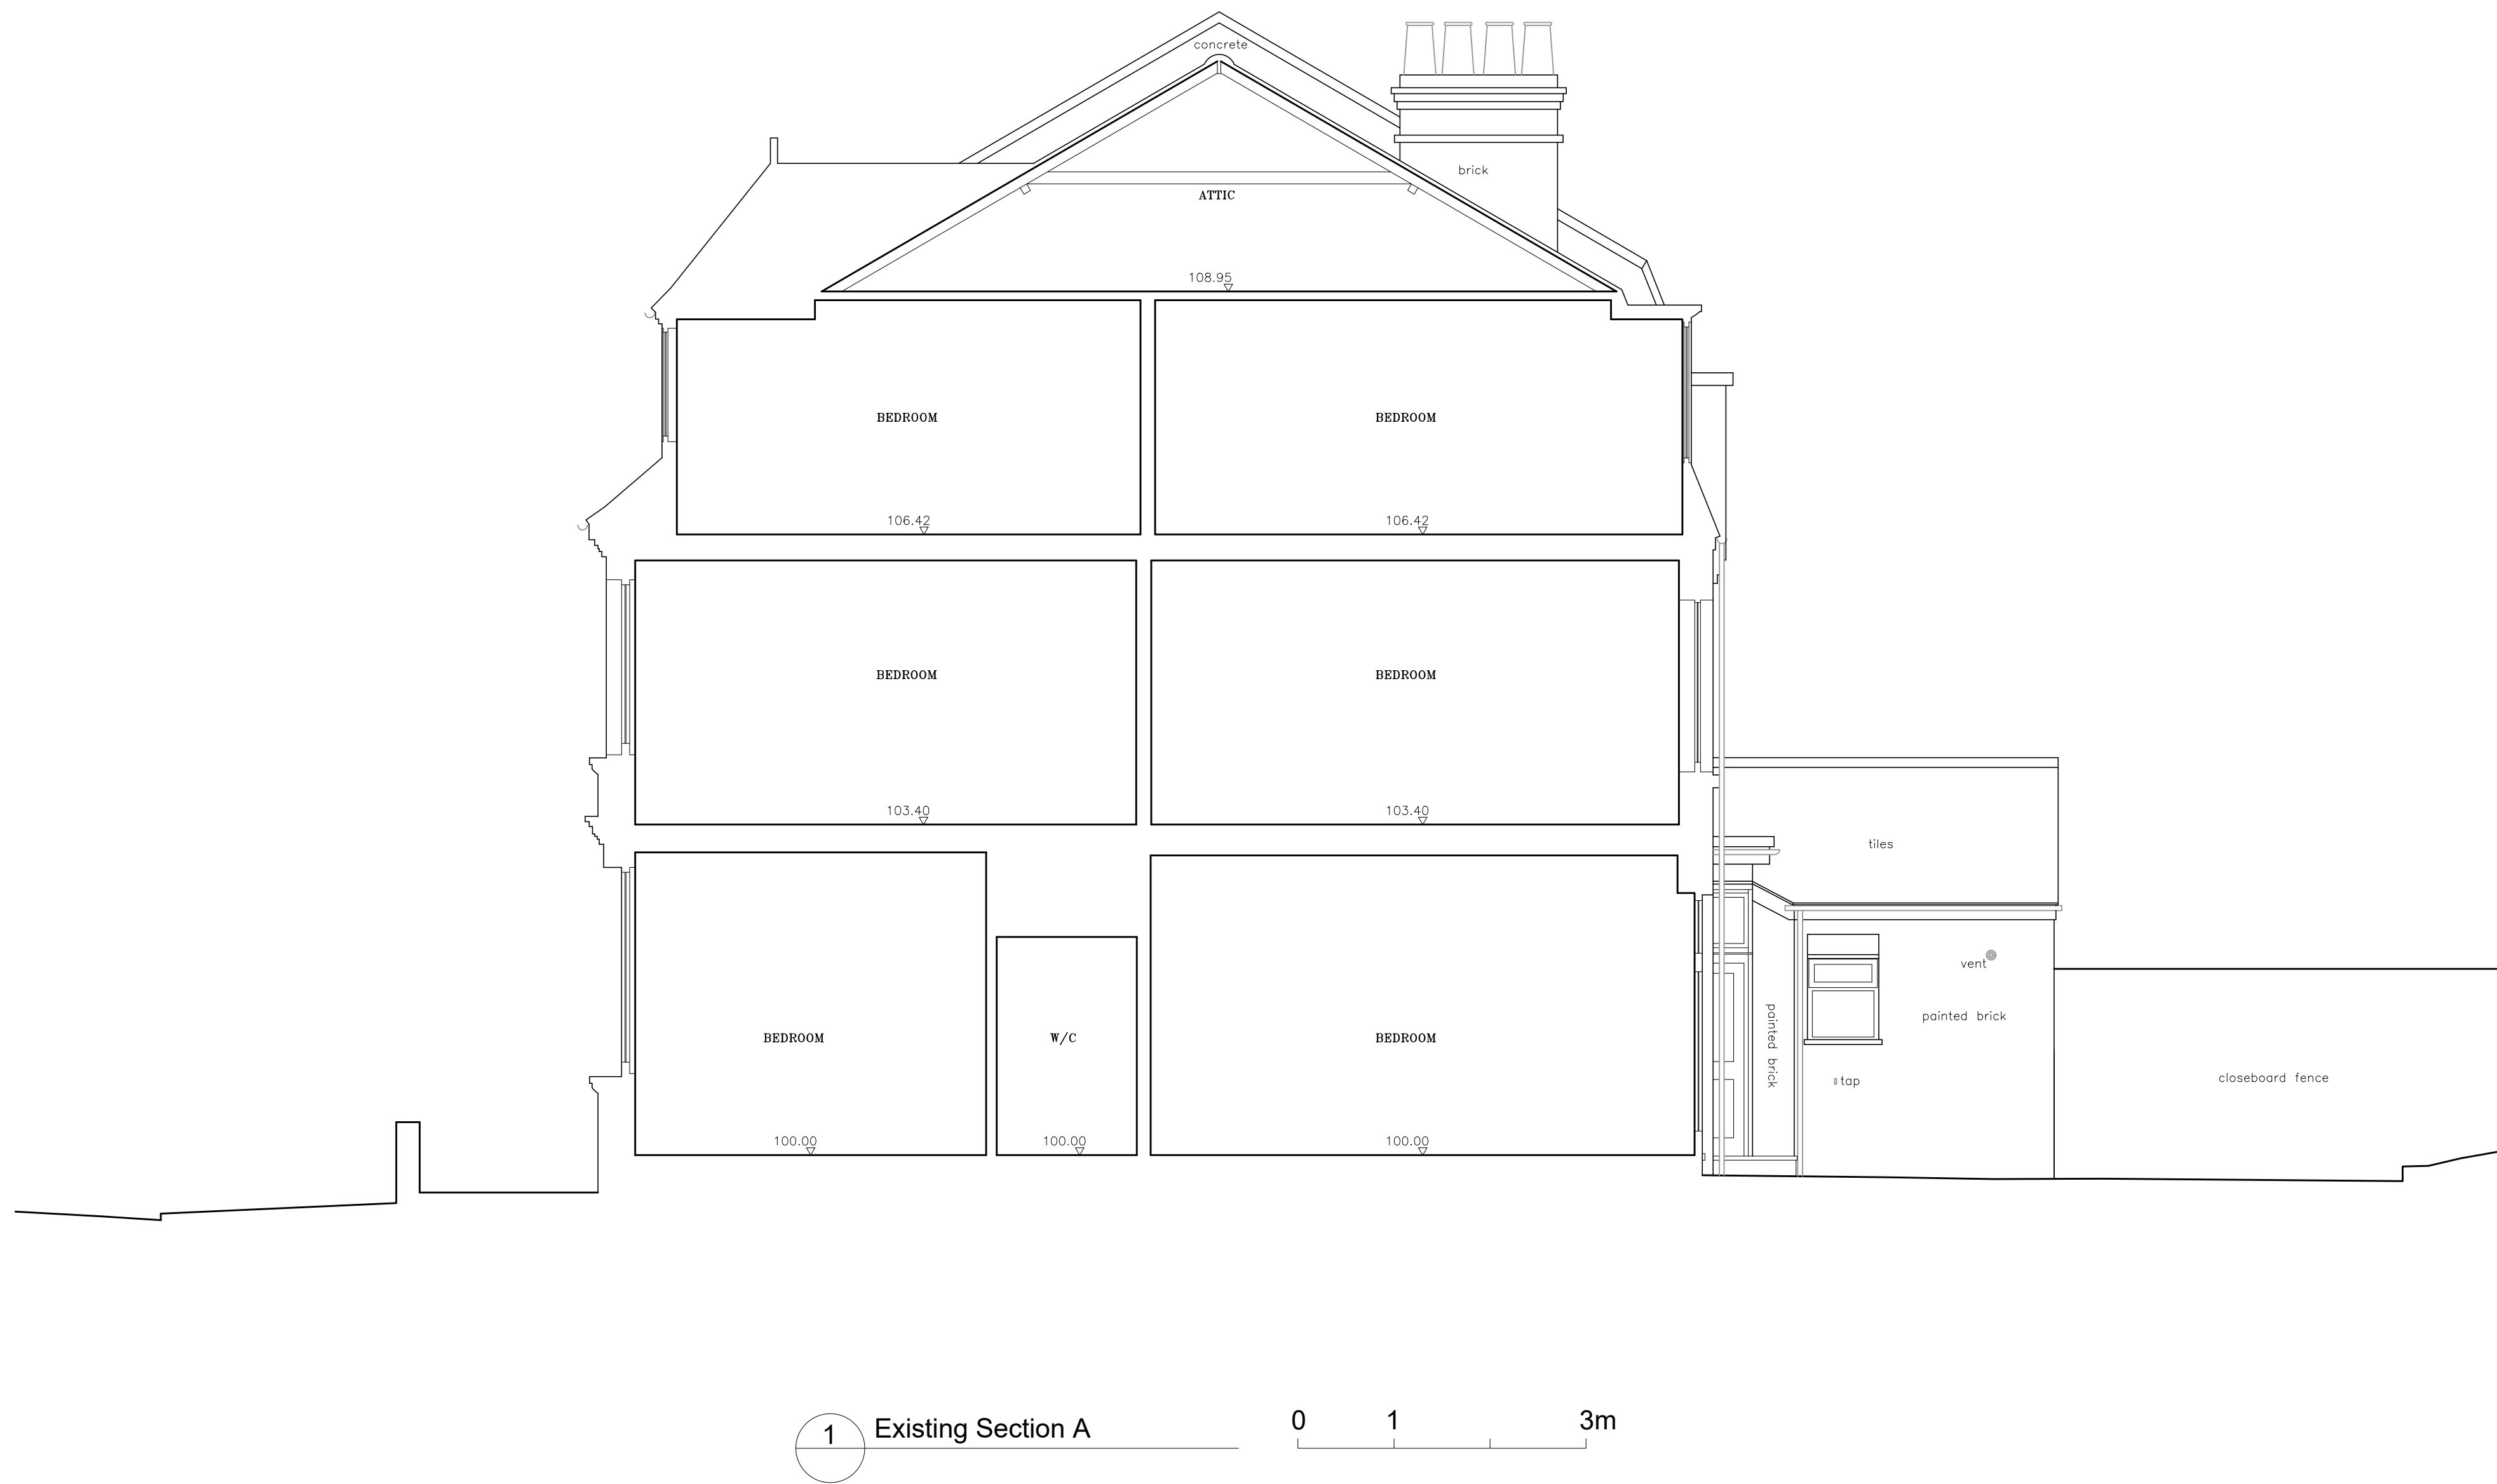 concrete
brick
ATTIC
108.95
BEDROOM
BEDROOM
106.42
106.42
BEDROOM
BEDROOM
103.40
103.40
tiles
vent
painted brick
painted brick
BEDROOM
W/C
BEDROOM
tap
closeboard fence
100.00
100.00
100.00
1
Existing Section A
0 1 3m